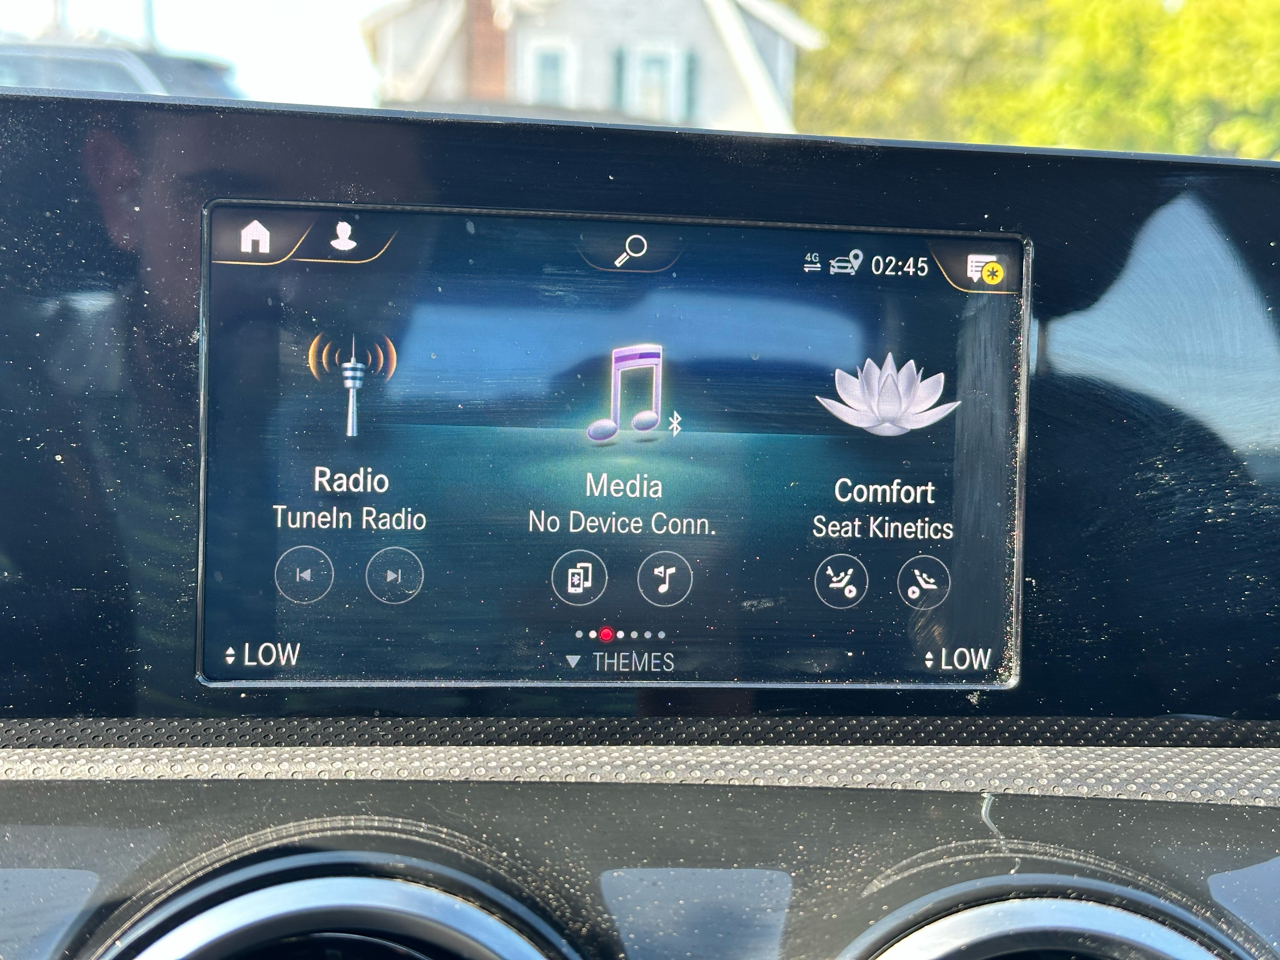 4G
02:45
Radio
TuneIn Radio
Media
No Device Conn.
Comfort
Seat Kinetics
LOW
THEMES
LOW